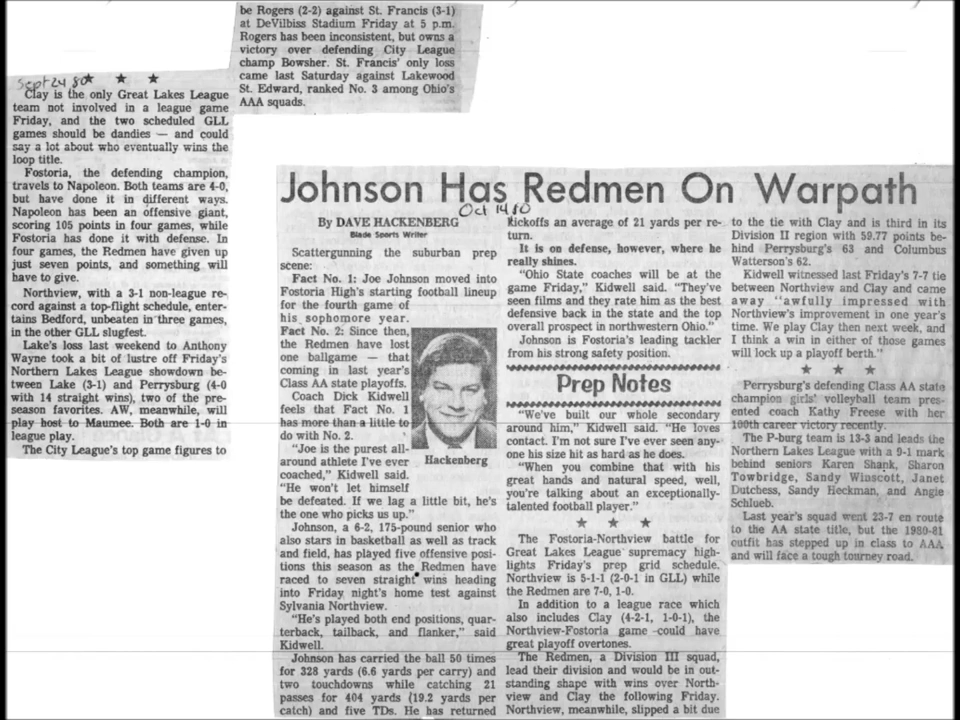 Sept 24 80
★ ★ ★
Clay is the only Great Lakes League
team not involved in a league game
Friday, and the two scheduled GLL
games should be dandies — and could
say a lot about who eventually wins the
loop title.
Fostoria, the defending champion,
travels to Napoleon. Both teams are 4-0,
but have done it in different ways.
Napoleon has been an offensive giant,
scoring 105 points in four games, while
Fostoria has done it with defense. In
four games, the Redmen have given up
just seven points, and something will
have to give.
Northview, with a 3-1 non-league re-
cord against a top-flight schedule, enter-
tains Bedford, unbeaten in three games,
in the other GLL slugfest.
Lake's loss last weekend to Anthony
Wayne took a bit of lustre off Friday's
Northern Lakes League showdown be-
tween Lake (3-1) and Perrysburg (4-0
with 14 straight wins), two of the pre-
season favorites. AW, meanwhile, will
play host to Maumee. Both are 1-0 in
league play.
The City League's top game figures to
be Rogers (2-2) against St. Francis (3-1)
at DeVilbiss Stadium Friday at 5 p.m.
Rogers has been inconsistent, but owns a
victory over defending City League
champ Bowsher. St. Francis' only loss
came last Saturday against Lakewood
St. Edward, ranked No. 3 among Ohio's
AAA squads.
Johnson Has Redmen On Warpath
Oct 14 80
By DAVE HACKENBERG
Blade Sports Writer
Scattergunning the suburban prep
scene:
Fact No. 1: Joe Johnson moved into
Fostoria High's starting football lineup
for the fourth game of
his sophomore year.
Fact No. 2: Since then,
the Redmen have lost
one ballgame — that
coming in last year's
Class AA state playoffs.
Coach Dick Kidwell
feels that Fact No. 1
has more than a little to
do with No. 2.
"Joe is the purest all-
around athlete I've ever
coached," Kidwell said.
"He won't let himself
be defeated. If we lag a little bit, he's
the one who picks us up."
Hackenberg
Johnson, a 6-2, 175-pound senior who
also stars in basketball as well as track
and field, has played five offensive posi-
tions this season as the Redmen have
raced to seven straight wins heading
into Friday night's home test against
Sylvania Northview.
"He's played both end positions, quar-
terback, tailback, and flanker," said
Kidwell.
Johnson has carried the ball 50 times
for 328 yards (6.6 yards per carry) and
two touchdowns while catching 21
passes for 404 yards (19.2 yards per
catch) and five TDs. He has returned
kickoffs an average of 21 yards per re-
turn.
It is on defense, however, where he
really shines.
"Ohio State coaches will be at the
game Friday," Kidwell said. "They've
seen films and they rate him as the best
defensive back in the state and the top
overall prospect in northwestern Ohio."
Johnson is Fostoria's leading tackler
from his strong safety position.
Prep Notes
"We've built our whole secondary
around him," Kidwell said. "He loves
contact. I'm not sure I've ever seen any-
one his size hit as hard as he does.
"When you combine that with his
great hands and natural speed, well,
you're talking about an exceptionally-
talented football player."
★ ★ ★
The Fostoria-Northview battle for
Great Lakes League supremacy high-
lights Friday's prep grid schedule.
Northview is 5-1-1 (2-0-1 in GLL) while
the Redmen are 7-0, 1-0.
In addition to a league race which
also includes Clay (4-2-1, 1-0-1), the
Northview-Fostoria game could have
great playoff overtones.
The Redmen, a Division III squad,
lead their division and would be in out-
standing shape with wins over North-
view and Clay the following Friday.
Northview, meanwhile, slipped a bit due
to the tie with Clay and is third in its
Division II region with 59.77 points be-
hind Perrysburg's 63 and Columbus
Watterson's 62.
Kidwell witnessed last Friday's 7-7 tie
between Northview and Clay and came
away "awfully impressed with
Northview's improvement in one year's
time. We play Clay then next week, and
I think a win in either of those games
will lock up a playoff berth."
★ ★ ★
Perrysburg's defending Class AA state
champion girls' volleyball team pres-
ented coach Kathy Freese with her
100th career victory recently.
The P-burg team is 13-3 and leads the
Northern Lakes League with a 9-1 mark
behind seniors Karen Shank, Sharon
Towbridge, Sandy Winscott, Janet
Dutchess, Sandy Heckman, and Angie
Schlueb.
Last year's squad went 23-7 en route
to the AA state title, but the 1980-81
outfit has stepped up in class to AAA
and will face a tough tourney road.